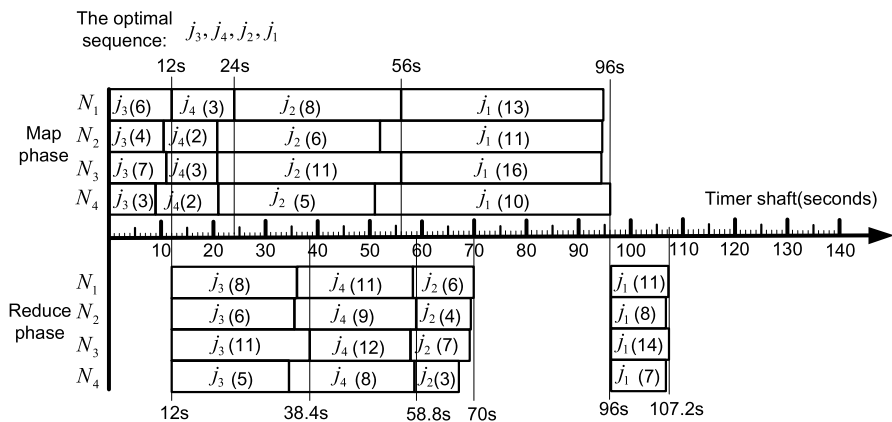 The optimal
sequence: j3, j4, j2, j1
12s 24s 56s 96s
Map
phase
N1 j3(6) j4 (3) j2(8) j1 (13)
N2 j3(4) j4(2) j2 (6) j1 (11)
N3 j3(7) j4(3) j2 (11) j1 (16)
N4 j3(3) j4(2) j2 (5) j1 (10)
Timer shaft(seconds)
10 20 30 40 50 60 70 80 90 100 110 120 130 140
Reduce
phase
N1 j3(8) j4 (11) j2 (6) j1 (11)
N2 j3(6) j4 (9) j2(4) j1 (8)
N3 j3(11) j4 (12) j2 (7) j1(14)
N4 j3 (5) j4 (8) j2(3) j1 (7)
12s 38.4s 58.8s 70s 96s 107.2s